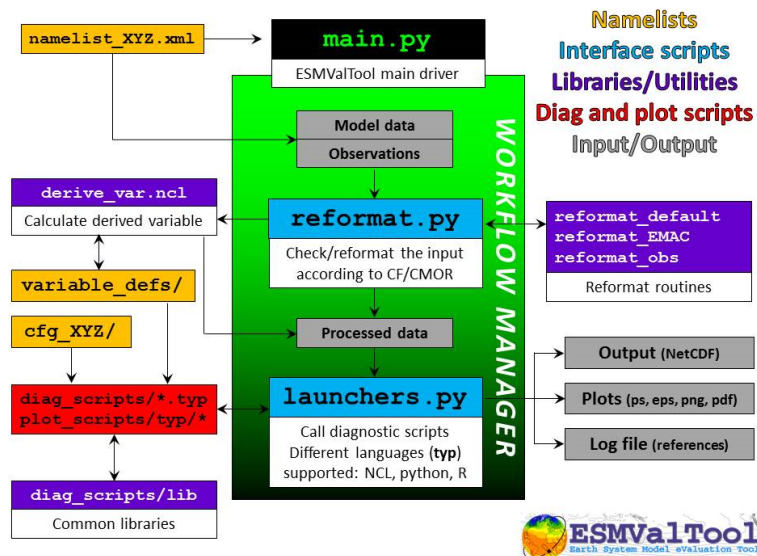 namelist_XYZ.xml
main.py
ESMValTool main driver
Namelists
Interface scripts
Libraries/Utilities
Diag and plot scripts
Input/Output
Model data
Observations
WORKFLOW MANAGER
derive_var.ncl
Calculate derived variable
reformat.py
Check/reformat the input
according to CF/CMOR
reformat_default
reformat_EMAC
reformat_obs
Reformat routines
variable_defs/
cfg_XYZ/
Processed data
Output (NetCDF)
diag_scripts/*.typ
plot_scripts/typ/*
launchers.py
Call diagnostic scripts
Different languages (typ)
supported: NCL, python, R
Plots (ps, eps, png, pdf)
Log file (references)
diag_scripts/lib
Common libraries
ESMValTool
Earth System Model eValuation Tool